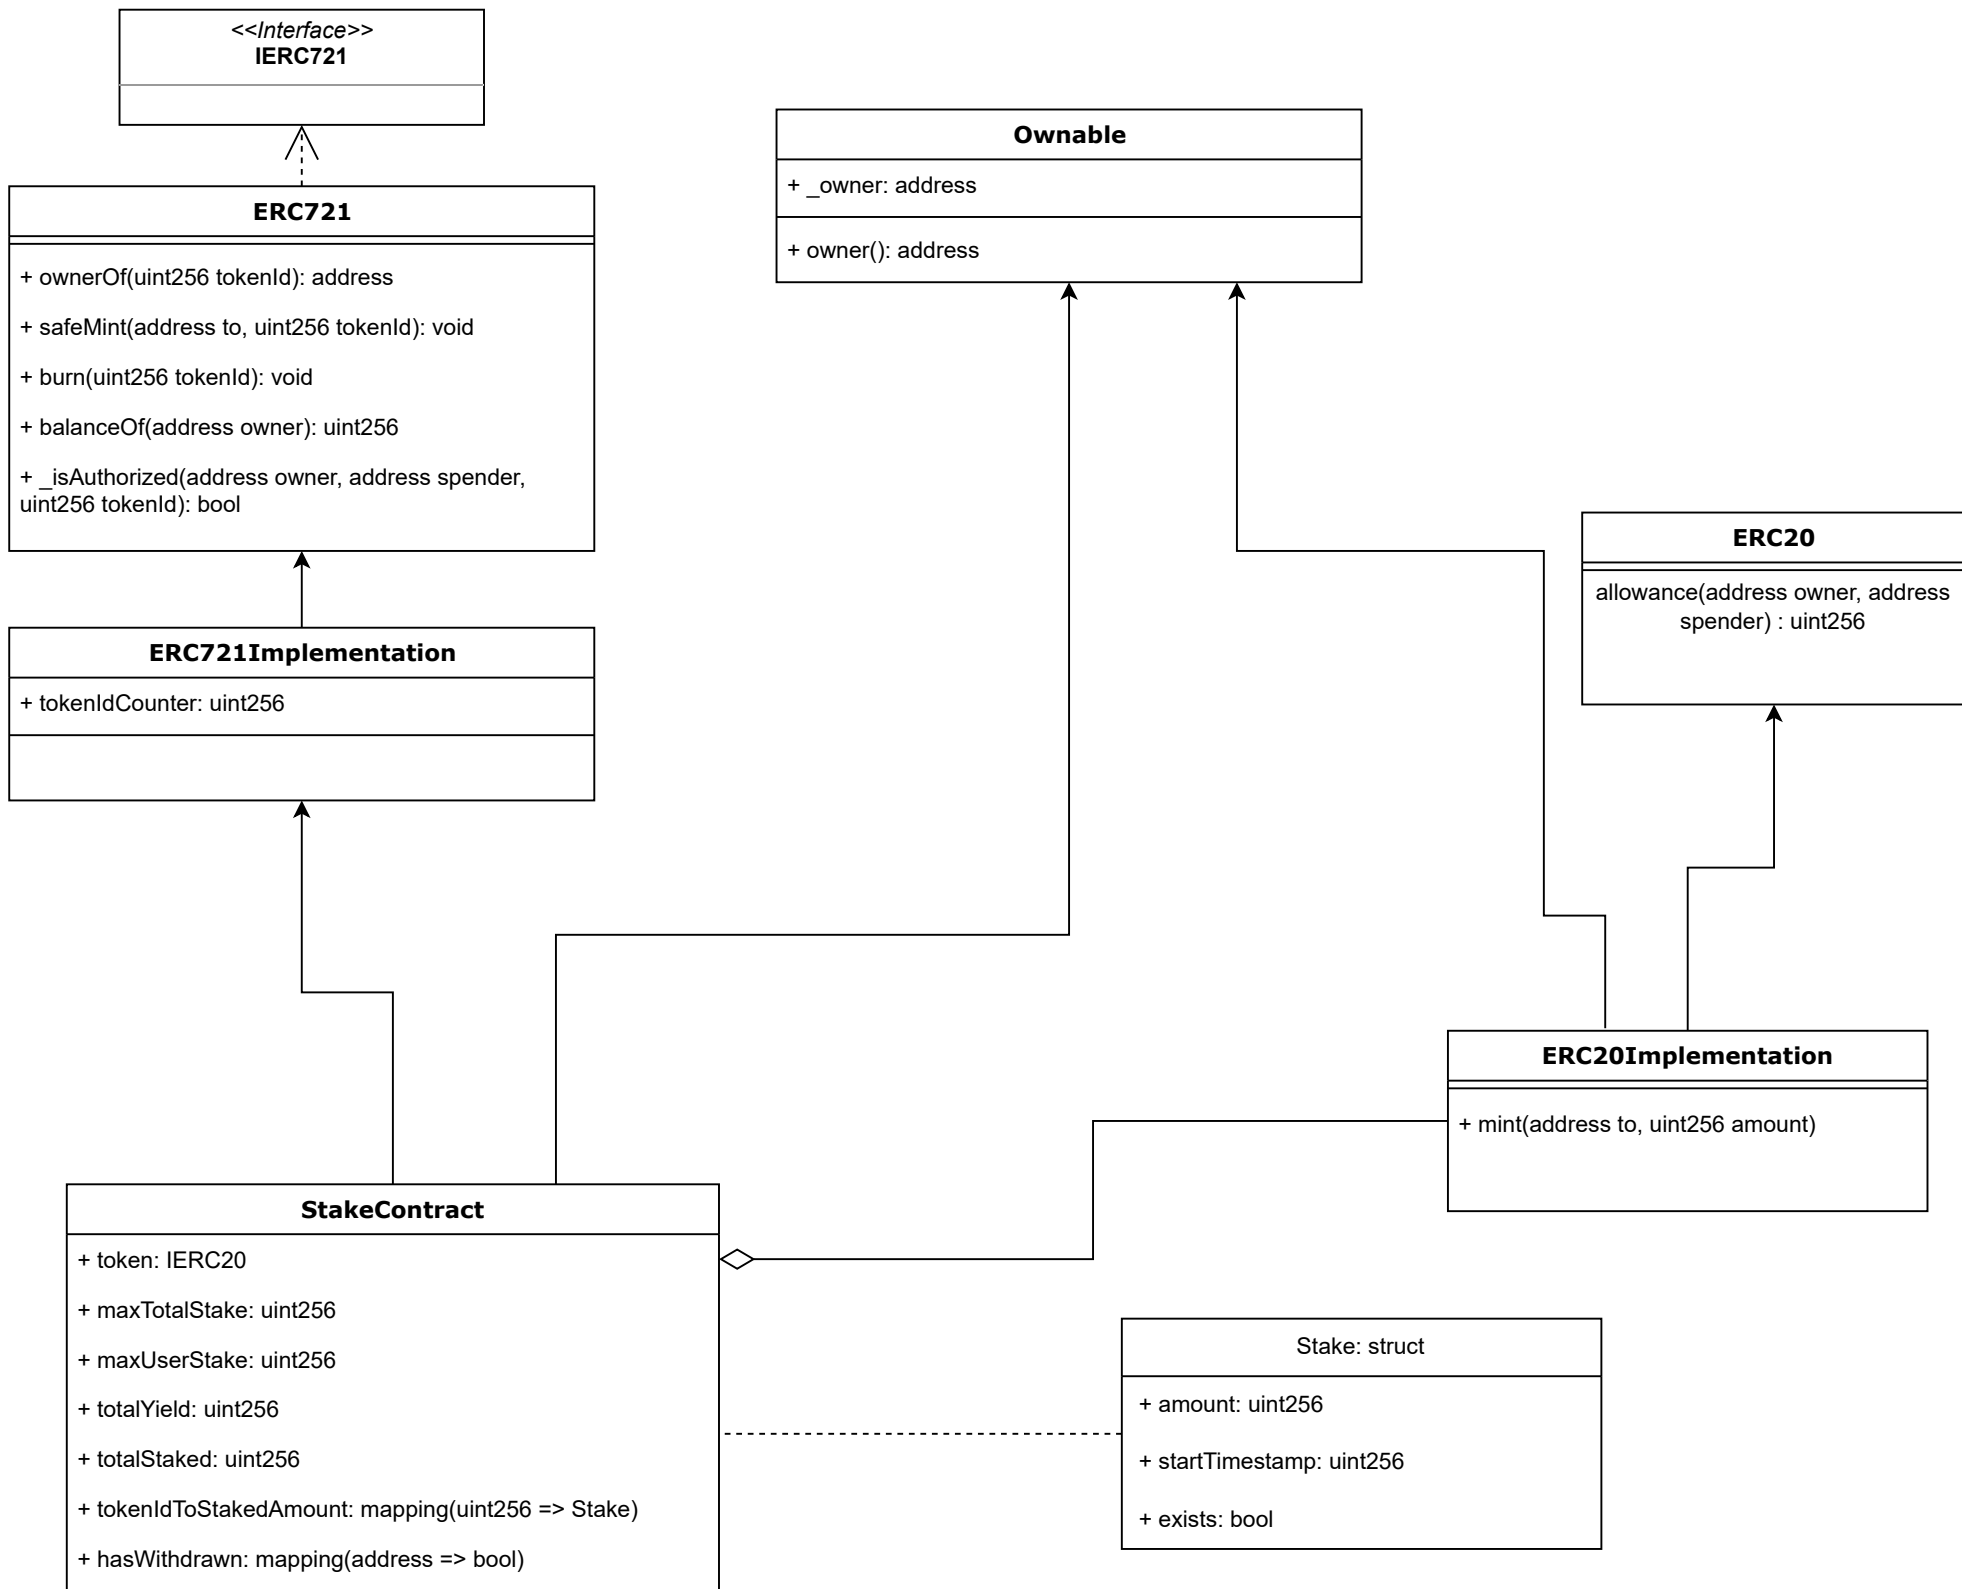 <<Interface>>
IERC721
Ownable
+ _owner: address
+ owner(): address
ERC721
+ ownerOf(uint256 tokenId): address
+ safeMint(address to, uint256 tokenId): void
+ burn(uint256 tokenId): void
+ balanceOf(address owner): uint256
+ _isAuthorized(address owner, address spender,
uint256 tokenId): bool
ERC20
allowance(address owner, address
spender) : uint256
ERC721Implementation
+ tokenIdCounter: uint256
ERC20Implementation
+ mint(address to, uint256 amount)
StakeContract
+ token: IERC20
+ maxTotalStake: uint256
+ maxUserStake: uint256
+ totalYield: uint256
+ totalStaked: uint256
+ tokenIdToStakedAmount: mapping(uint256 => Stake)
+ hasWithdrawn: mapping(address => bool)
Stake: struct
+ amount: uint256
+ startTimestamp: uint256
+ exists: bool